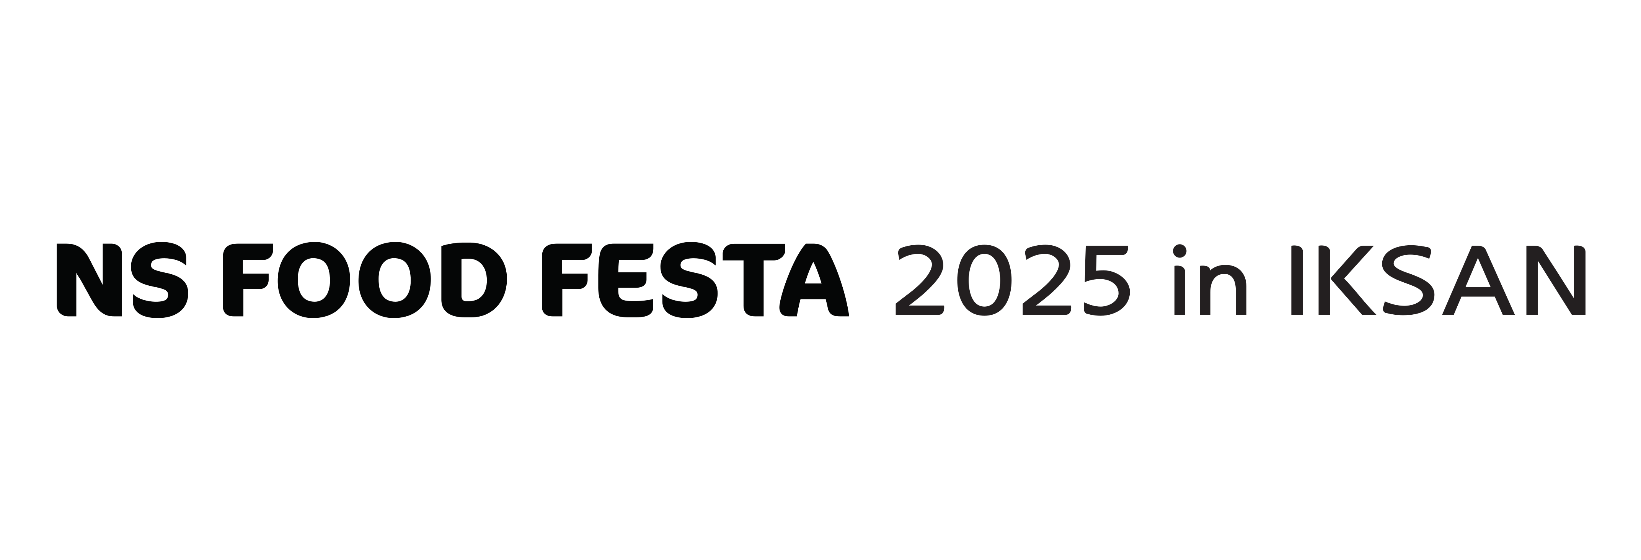 NS FOOD FESTA 2025 in IKSAN